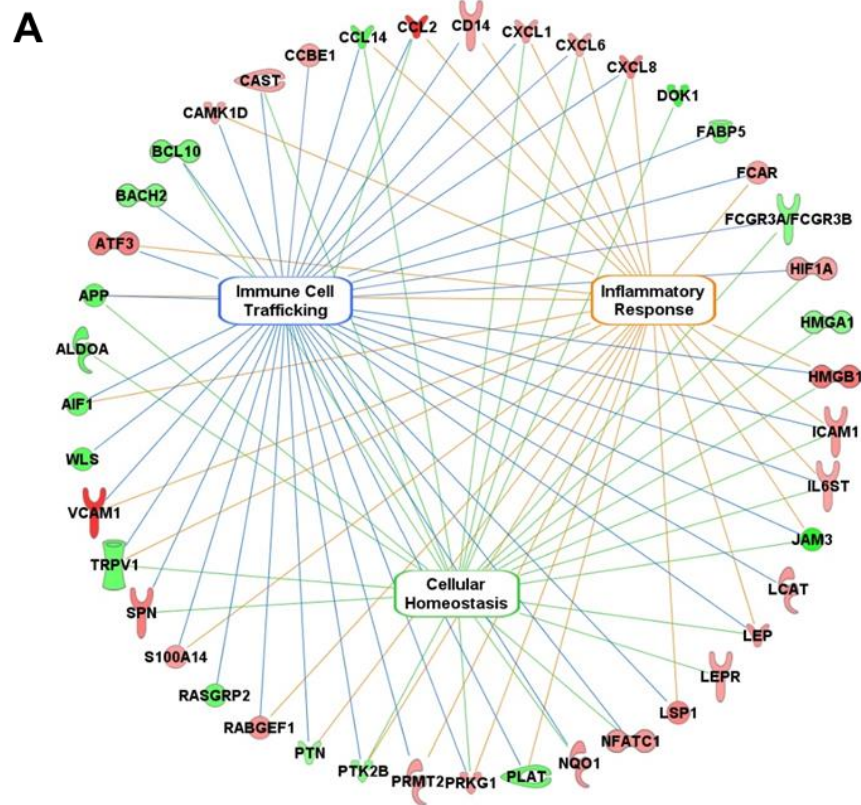 A
CCL14
CCL2
CD14
CXCL1
CXCL6
CXCL8
DOK1
FABP5
FCAR
FCGR3A/FCGR3B
HIF1A
HMGA1
HMGB1
ICAM1
IL6ST
JAM3
LCAT
LEP
LEPR
LSP1
NFATC1
NQO1
PLAT
PRKG1
PRMT2
PTK2B
PTN
RABGEF1
RASGRP2
S100A14
SPN
TRPV1
VCAM1
WLS
AIF1
ALDOA
APP
ATF3
BACH2
BCL10
CAMK1D
CAST
CCBE1
Immune Cell
Trafficking
Inflammatory
Response
Cellular
Homeostasis